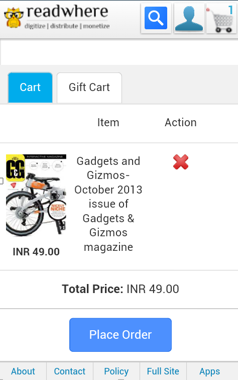 readwhere
digitize | distribute | monetize
1
Cart
Gift Cart
Item
Action
G&G
Gadgets and
Gizmos-
October 2013
issue of
Gadgets &
Gizmos
magazine
INR 49.00
Total Price: INR 49.00
Place Order
About
Contact
Policy
Full Site
Apps